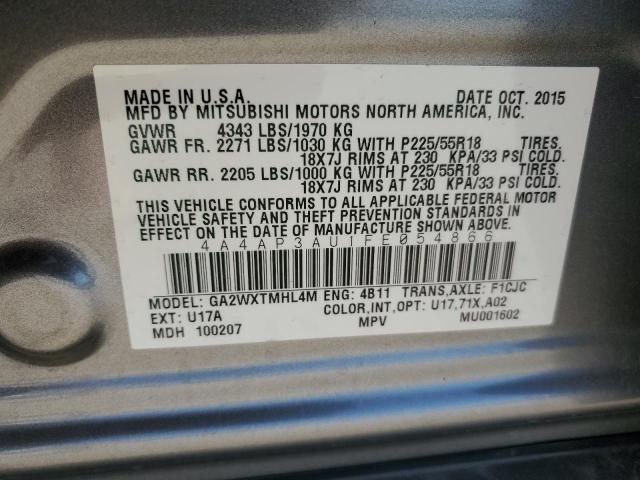 MADE IN U.S.A. DATE OCT. 2015
MFD BY MITSUBISHI MOTORS NORTH AMERICA, INC.
GVWR 4343 LBS/1970 KG
GAWR FR. 2271 LBS/1030 KG WITH P225/55R18 TIRES,
18X7J RIMS AT 230 KPA/33 PSI COLD.
GAWR RR. 2205 LBS/1000 KG WITH P225/55R18 TIRES,
18X7J RIMS AT 230 KPA/33 PSI COLD.
THIS VEHICLE CONFORMS TO ALL APPLICABLE FEDERAL MOTOR
VEHICLE SAFETY AND THEFT PREVENTION STANDARDS IN
EFFECT ON THE DATE OF MANUFACTURE SHOWN ABOVE.
4A4AP3AU1FE054866
MODEL: GA2WXTMHL4M ENG: 4B11 TRANS,AXLE: F1CJC
EXT: U17A COLOR,INT,OPT: U17,71X,A02
MDH 100207 MPV MU001602